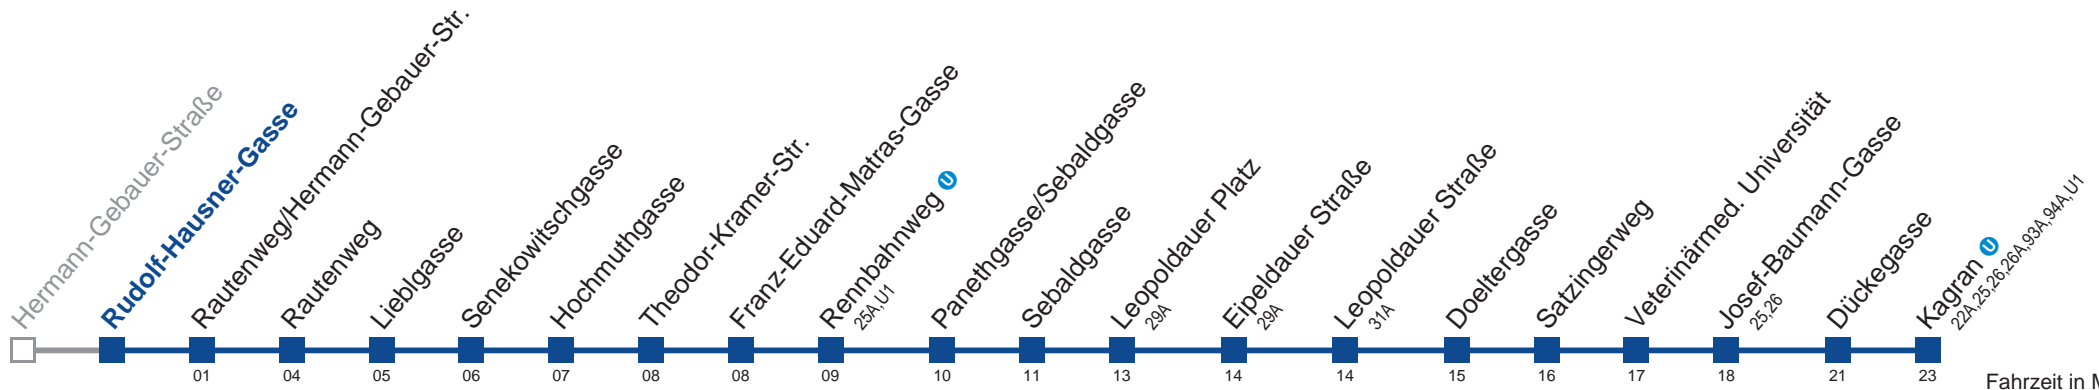 Hermann-Gebauer-Straße
Rudolf-Hausner-Gasse
Rautenweg/Hermann-Gebauer-Str.
Rautenweg
Lieblgasse
Senekowitschgasse
Hochmuthgasse
Theodor-Kramer-Str.
Franz-Eduard-Matras-Gasse
Rennbahnweg U
25A,U1
Panethgasse/Sebaldgasse
Sebaldgasse
Leopoldauer Platz
29A
Eipeldauer Straße
29A
Leopoldauer Straße
31A
Doeltergasse
Satzingerweg
Veterinärmed. Universität
Josef-Baumann-Gasse
25,26
Dückegasse
Kagran U
22A,25,26,26A,93A,94A,U1
01 04 05 06 07 08 08 09 10 11 13 14 14 15 16 17 18 21 23
Fahrzeit in M